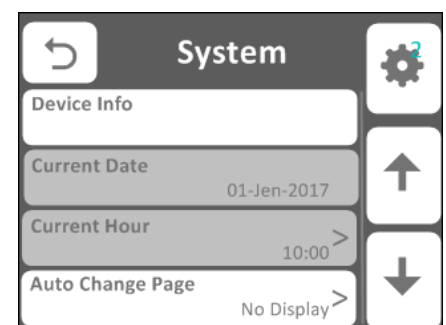 System
2
Device Info
Current Date
01-Jen-2017
Current Hour
10:00 >
Auto Change Page
No Display >